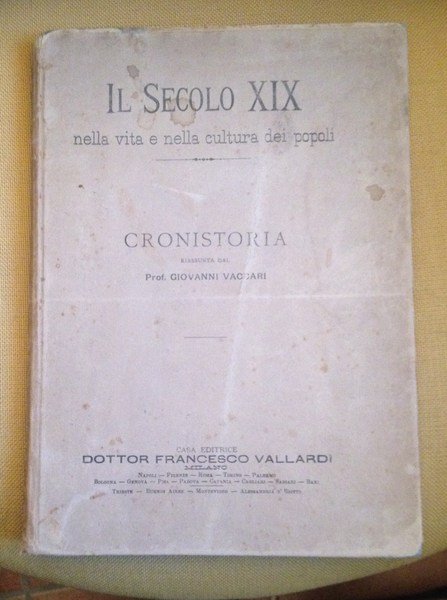 IL SECOLO XIX
nella vita e nella cultura dei popoli
CRONISTORIA
RIASSUNTA DAL
Prof. GIOVANNI VACCARI
CASA EDITRICE
DOTTOR FRANCESCO VALLARDI
MILANO
NAPOLI — FIRENZE — ROMA — TORINO — PALERMO
BOLOGNA — GENOVA — PISA — PADOVA — CATANIA — CAGLIARI — SASSARI — BARI
TRIESTE — BUENOS AIRES — MONTEVIDEO — ALESSANDRIA D'EGITTO